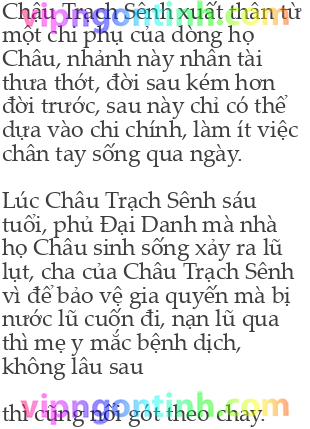 Châu Trạch Sênh xuất thân từ
một chi phụ của dòng họ
Châu, nhánh này nhân tài
thưa thớt, đời sau kém hơn
đời trước, sau này chỉ có thể
dựa vào chi chính, làm ít việc
chân tay sống qua ngày.
Lúc Châu Trạch Sênh sáu
tuổi, phủ Đại Danh mà nhà
họ Châu sinh sống xảy ra lũ
lụt, cha của Châu Trạch Sênh
vì để bảo vệ gia quyến mà bị
nước lũ cuốn đi, nạn lũ qua
thì mẹ y mắc bệnh dịch,
không lâu sau
thì cũng nối gót theo chay.
vipngontinh.com
vipngontinh.com